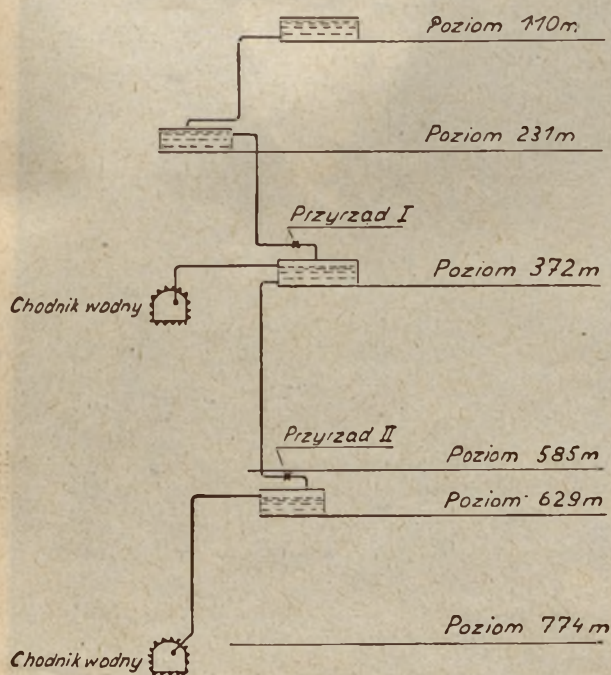 Poziom 110m
Poziom 231m
Przyrząd I
Poziom 372m
Chodnik wodny
Przyrząd II
Poziom 585m
Poziom 629m
Poziom 774m
Chodnik wodny